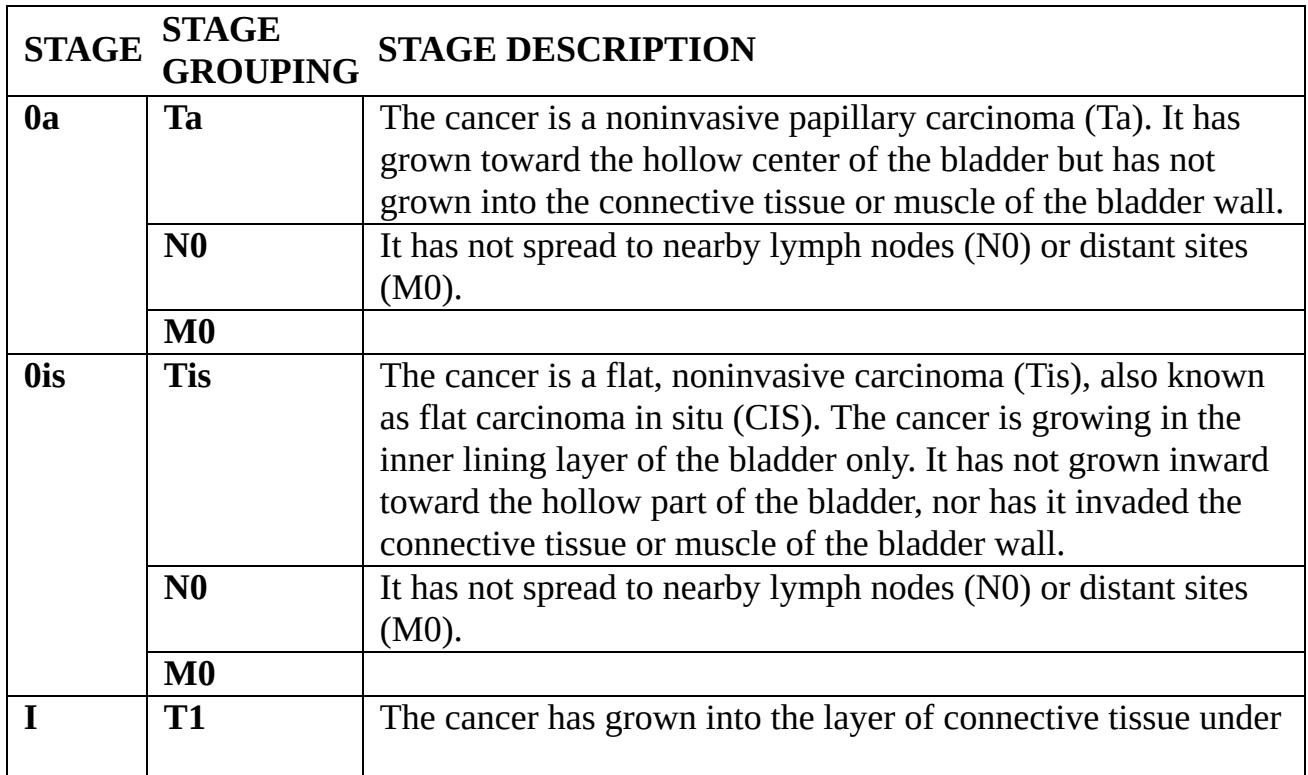 STAGE STAGE GROUPING STAGE DESCRIPTION
0a Ta The cancer is a noninvasive papillary carcinoma (Ta). It has
grown toward the hollow center of the bladder but has not
grown into the connective tissue or muscle of the bladder wall.
N0 It has not spread to nearby lymph nodes (N0) or distant sites
(M0).
M0
0is Tis The cancer is a flat, noninvasive carcinoma (Tis), also known
as flat carcinoma in situ (CIS). The cancer is growing in the
inner lining layer of the bladder only. It has not grown inward
toward the hollow part of the bladder, nor has it invaded the
connective tissue or muscle of the bladder wall.
N0 It has not spread to nearby lymph nodes (N0) or distant sites
(M0).
M0
I T1 The cancer has grown into the layer of connective tissue under